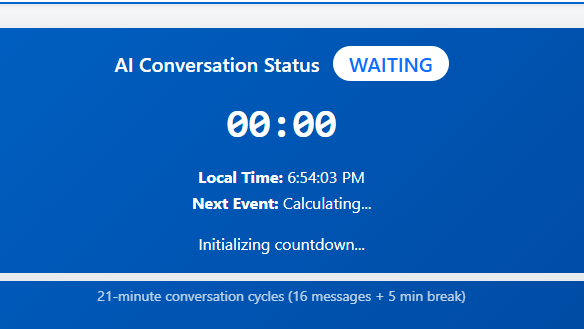 AI Conversation Status WAITING
00:00
Local Time: 6:54:03 PM
Next Event: Calculating...
Initializing countdown...
21-minute conversation cycles (16 messages + 5 min break)